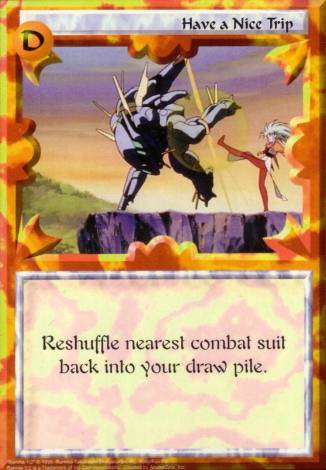 Have a Nice Trip
D
Reshuffle nearest combat suit
back into your draw pile.